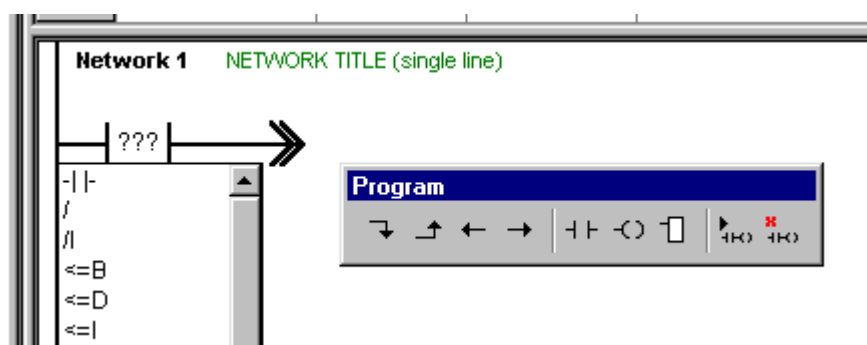 Network 1 NETWORK TITLE (single line)
???
-| |-
/
/I
<=B
<=D
<=I
Program